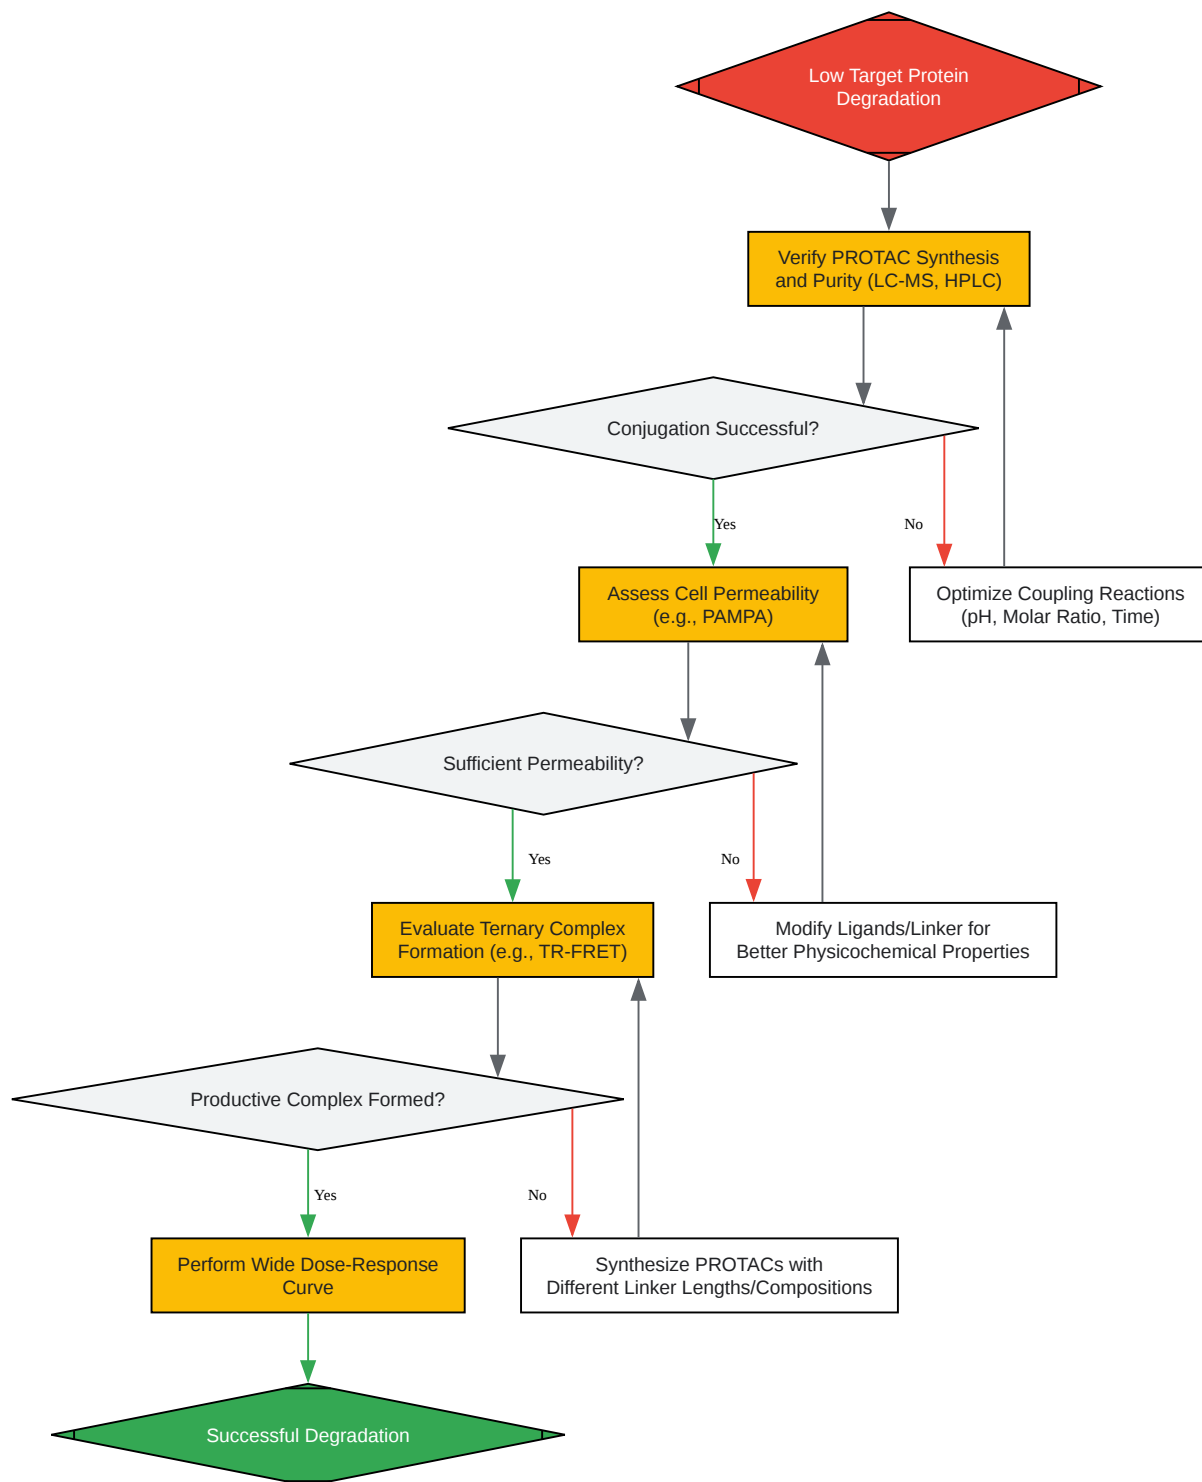 Low Target Protein
Degradation
Verify PROTAC Synthesis
and Purity (LC-MS, HPLC)
Conjugation Successful?
Yes
No
Assess Cell Permeability
(e.g., PAMPA)
Optimize Coupling Reactions
(pH, Molar Ratio, Time)
Sufficient Permeability?
Yes
No
Evaluate Ternary Complex
Formation (e.g., TR-FRET)
Modify Ligands/Linker for
Better Physicochemical Properties
Productive Complex Formed?
Yes
No
Perform Wide Dose-Response
Curve
Synthesize PROTACs with
Different Linker Lengths/Compositions
Successful Degradation